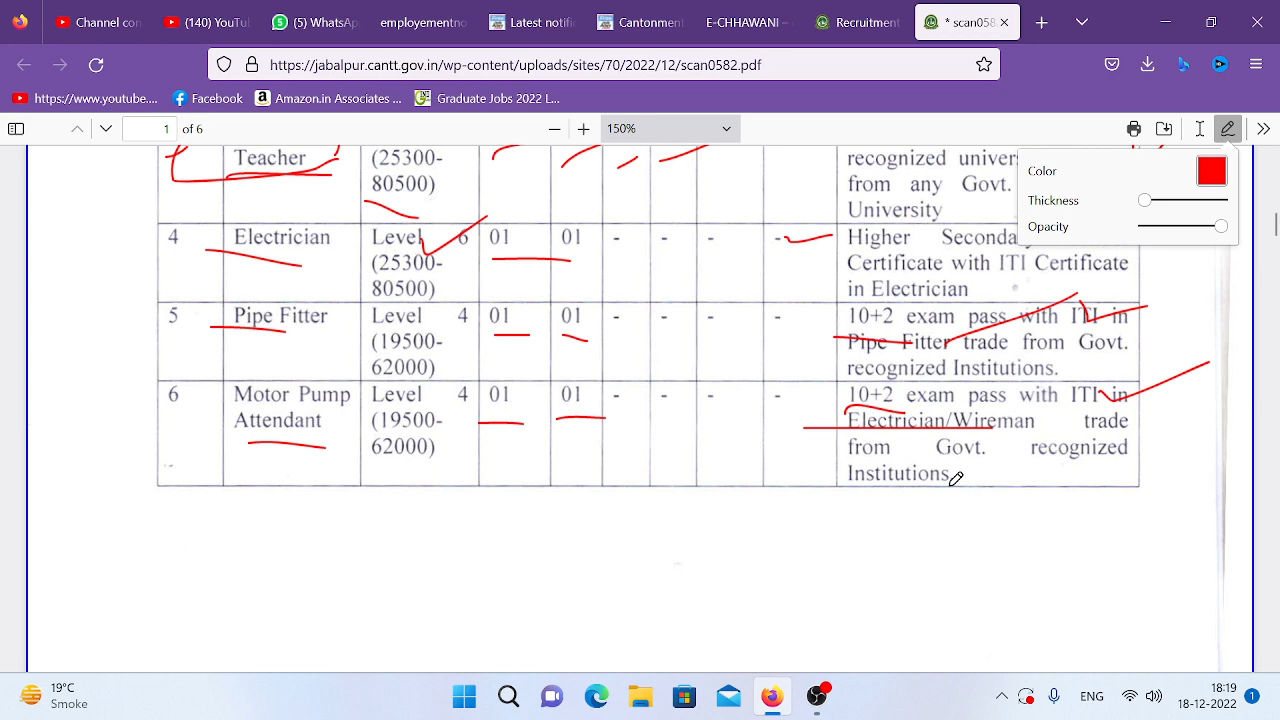 Channel con
(140) YouTub
WhatsApp
employmentno
Latest notifi
Cantonment
E-CHHAWANI -
Recruitment
* scan058
https://jabalpur.cantt.gov.in/wp-content/uploads/sites/70/2022/12/scan0582.pdf
https://www.youtube....
Facebook
Amazon.in Associates ...
Graduate Jobs 2022 I...
1 of 6
150%
Color
Thickness
Opacity
Teacher (25300- recognized univers
80500) from any Govt.
University
4 Electrician Level 6 01 01 - - - - Higher Secondary
(25300- Certificate with ITI Certificate
80500) in Electrician
5 Pipe Fitter Level 4 01 01 - - - - 10+2 exam pass with ITI in
(19500- Pipe Fitter trade from Govt.
62000) recognized Institutions.
6 Motor Pump Level 4 01 01 - - - - 10+2 exam pass with ITI in
Attendant (19500- Electrician/Wireman trade
62000) from Govt. recognized
Institutions
19°C
Smoke
ENG
18:19
18-12-2022
1